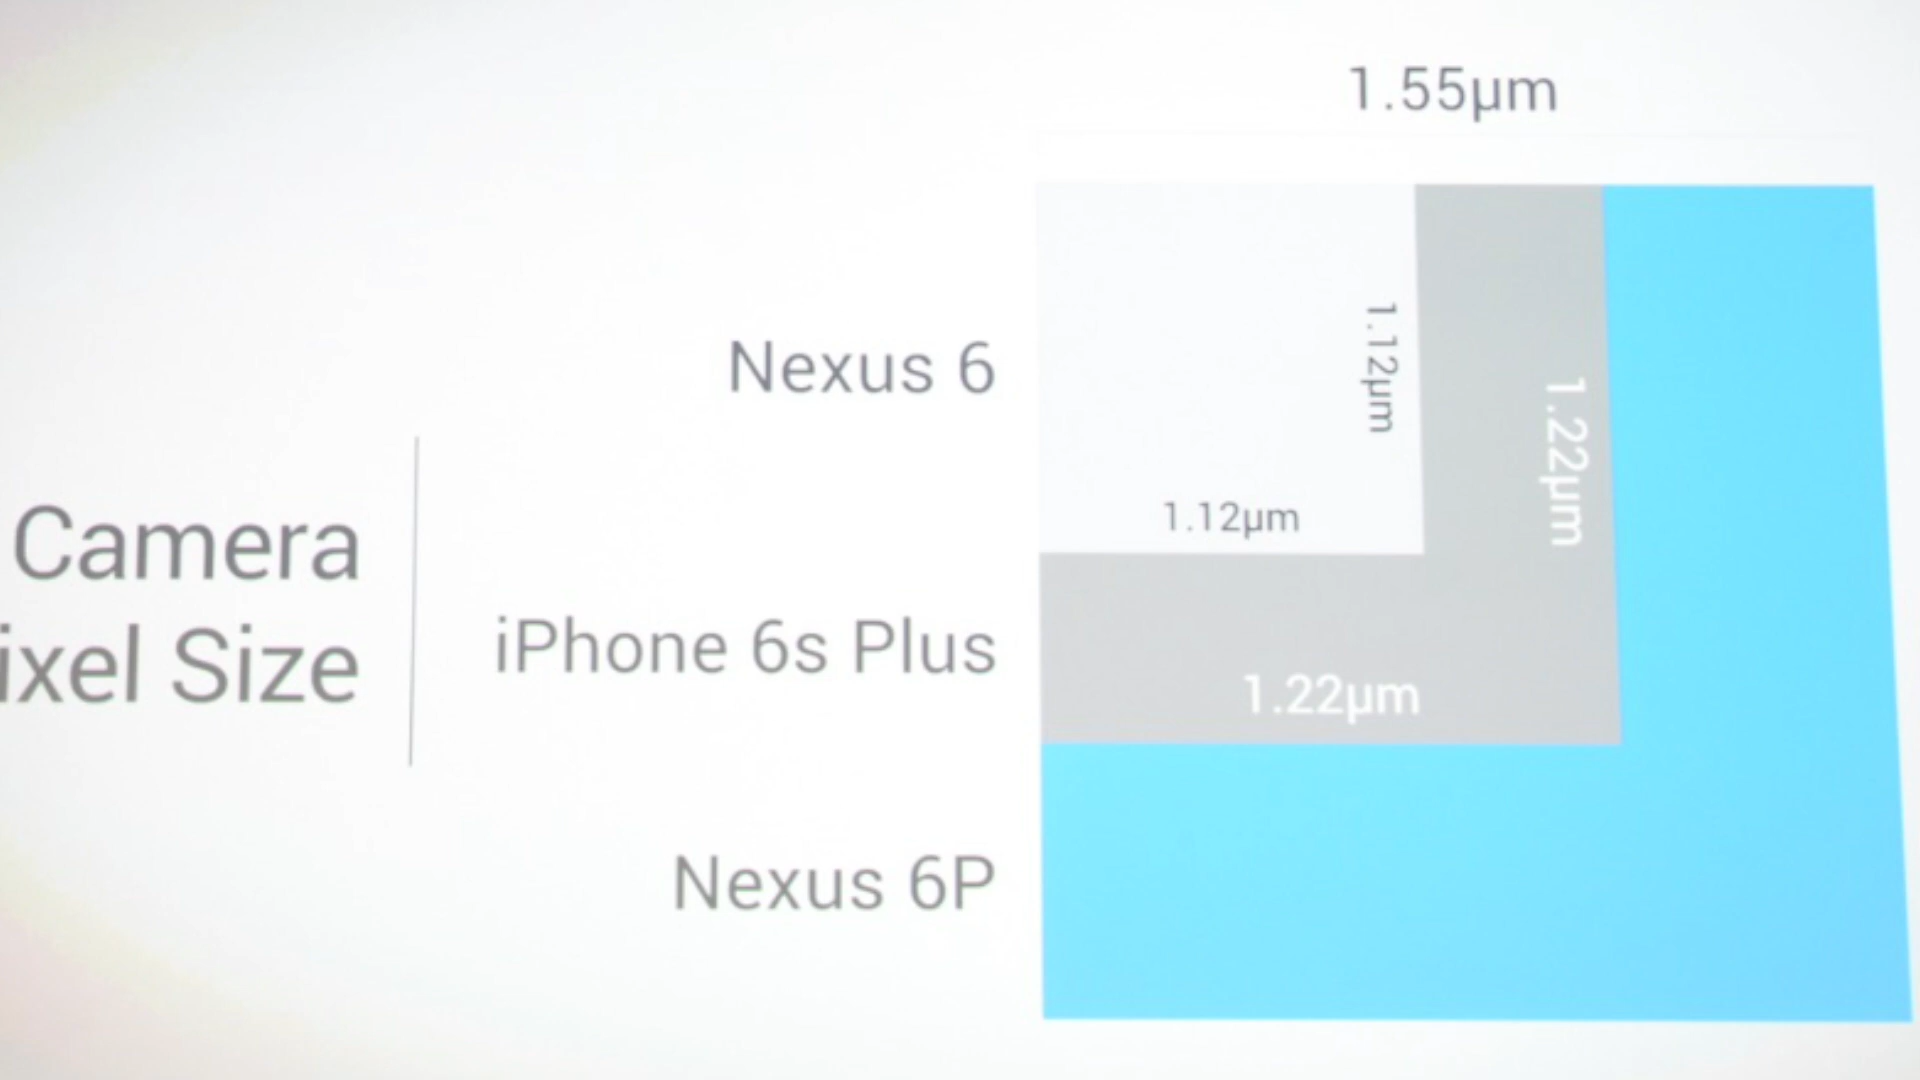 1.55µm
Nexus 6
1.12µm
1.12µm
1.22µm
Camera
ixel Size
iPhone 6s Plus
1.22µm
Nexus 6P